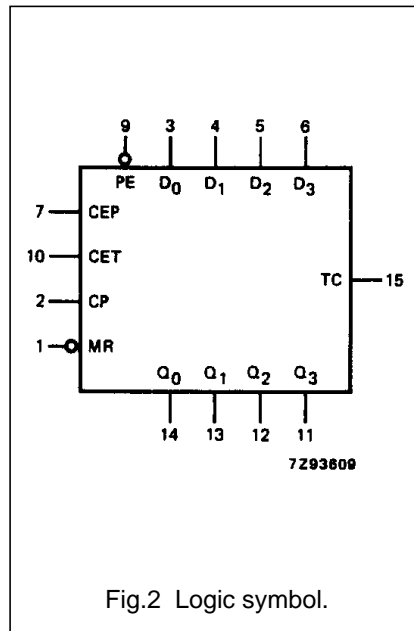 9 3 4 5 6
PE D0 D1 D2 D3
7 CEP
10 CET
TC 15
2 CP
1 MR
Q0 Q1 Q2 Q3
14 13 12 11
7Z93609
Fig.2 Logic symbol.